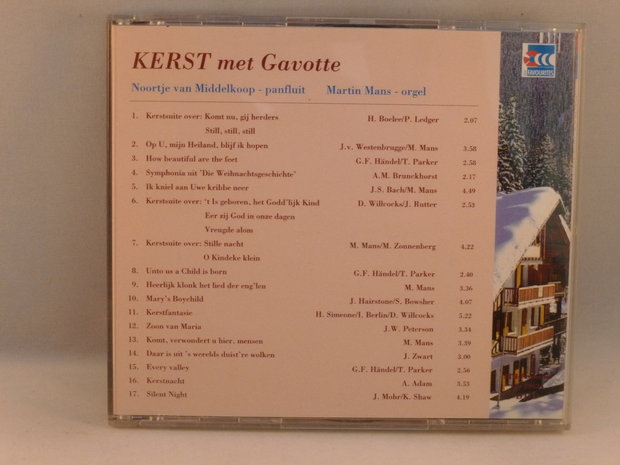 KERST met Gavotte
FAVOURITES
Noortje van Middelkoop - panfluit Martin Mans - orgel
1. Kerstsuite over: Komt nu, gij herders H. Boelee/P. Ledger 2.07
Still, still, still
2. Op U, mijn Heiland, blijf ik hopen J.v. Westenbrugge/M. Mans 3.58
3. How beautiful are the feet G.F. Händel/T. Parker 2.58
4. Symphonia uit 'Die Weihnachtsgeschichte' A.M. Brunckhorst 2.17
5. Ik kniel aan Uwe kribbe neer J.S. Bach/M. Mans 4.49
6. Kerstsuite over: 't Is geboren, het Godd'lijk Kind D. Willcocks/J. Rutter 2.53
Eer zij God in onze dagen
Vreugde alom
7. Kerstsuite over: Stille nacht M. Mans/M. Zonnenberg 4.22
O Kindeke klein
8. Unto us a Child is born G.F. Händel/T. Parker 2.40
9. Heerlijk klonk het lied der eng'len M. Mans 3.36
10. Mary's Boychild J. Hairstone/S. Bowsher 4.07
11. Kerstfantasie H. Simeone/I. Berlin/D. Willcocks 5.22
12. Zoon van Maria J.W. Peterson 3.34
13. Komt, verwondert u hier, mensen M. Mans 3.39
14. Daar is uit 's werelds duist're wolken J. Zwart 3.00
15. Every valley G.F. Händel/T. Parker 2.56
16. Kerstnacht A. Adam 3.53
17. Silent Night J. Mohr/K. Shaw 4.19